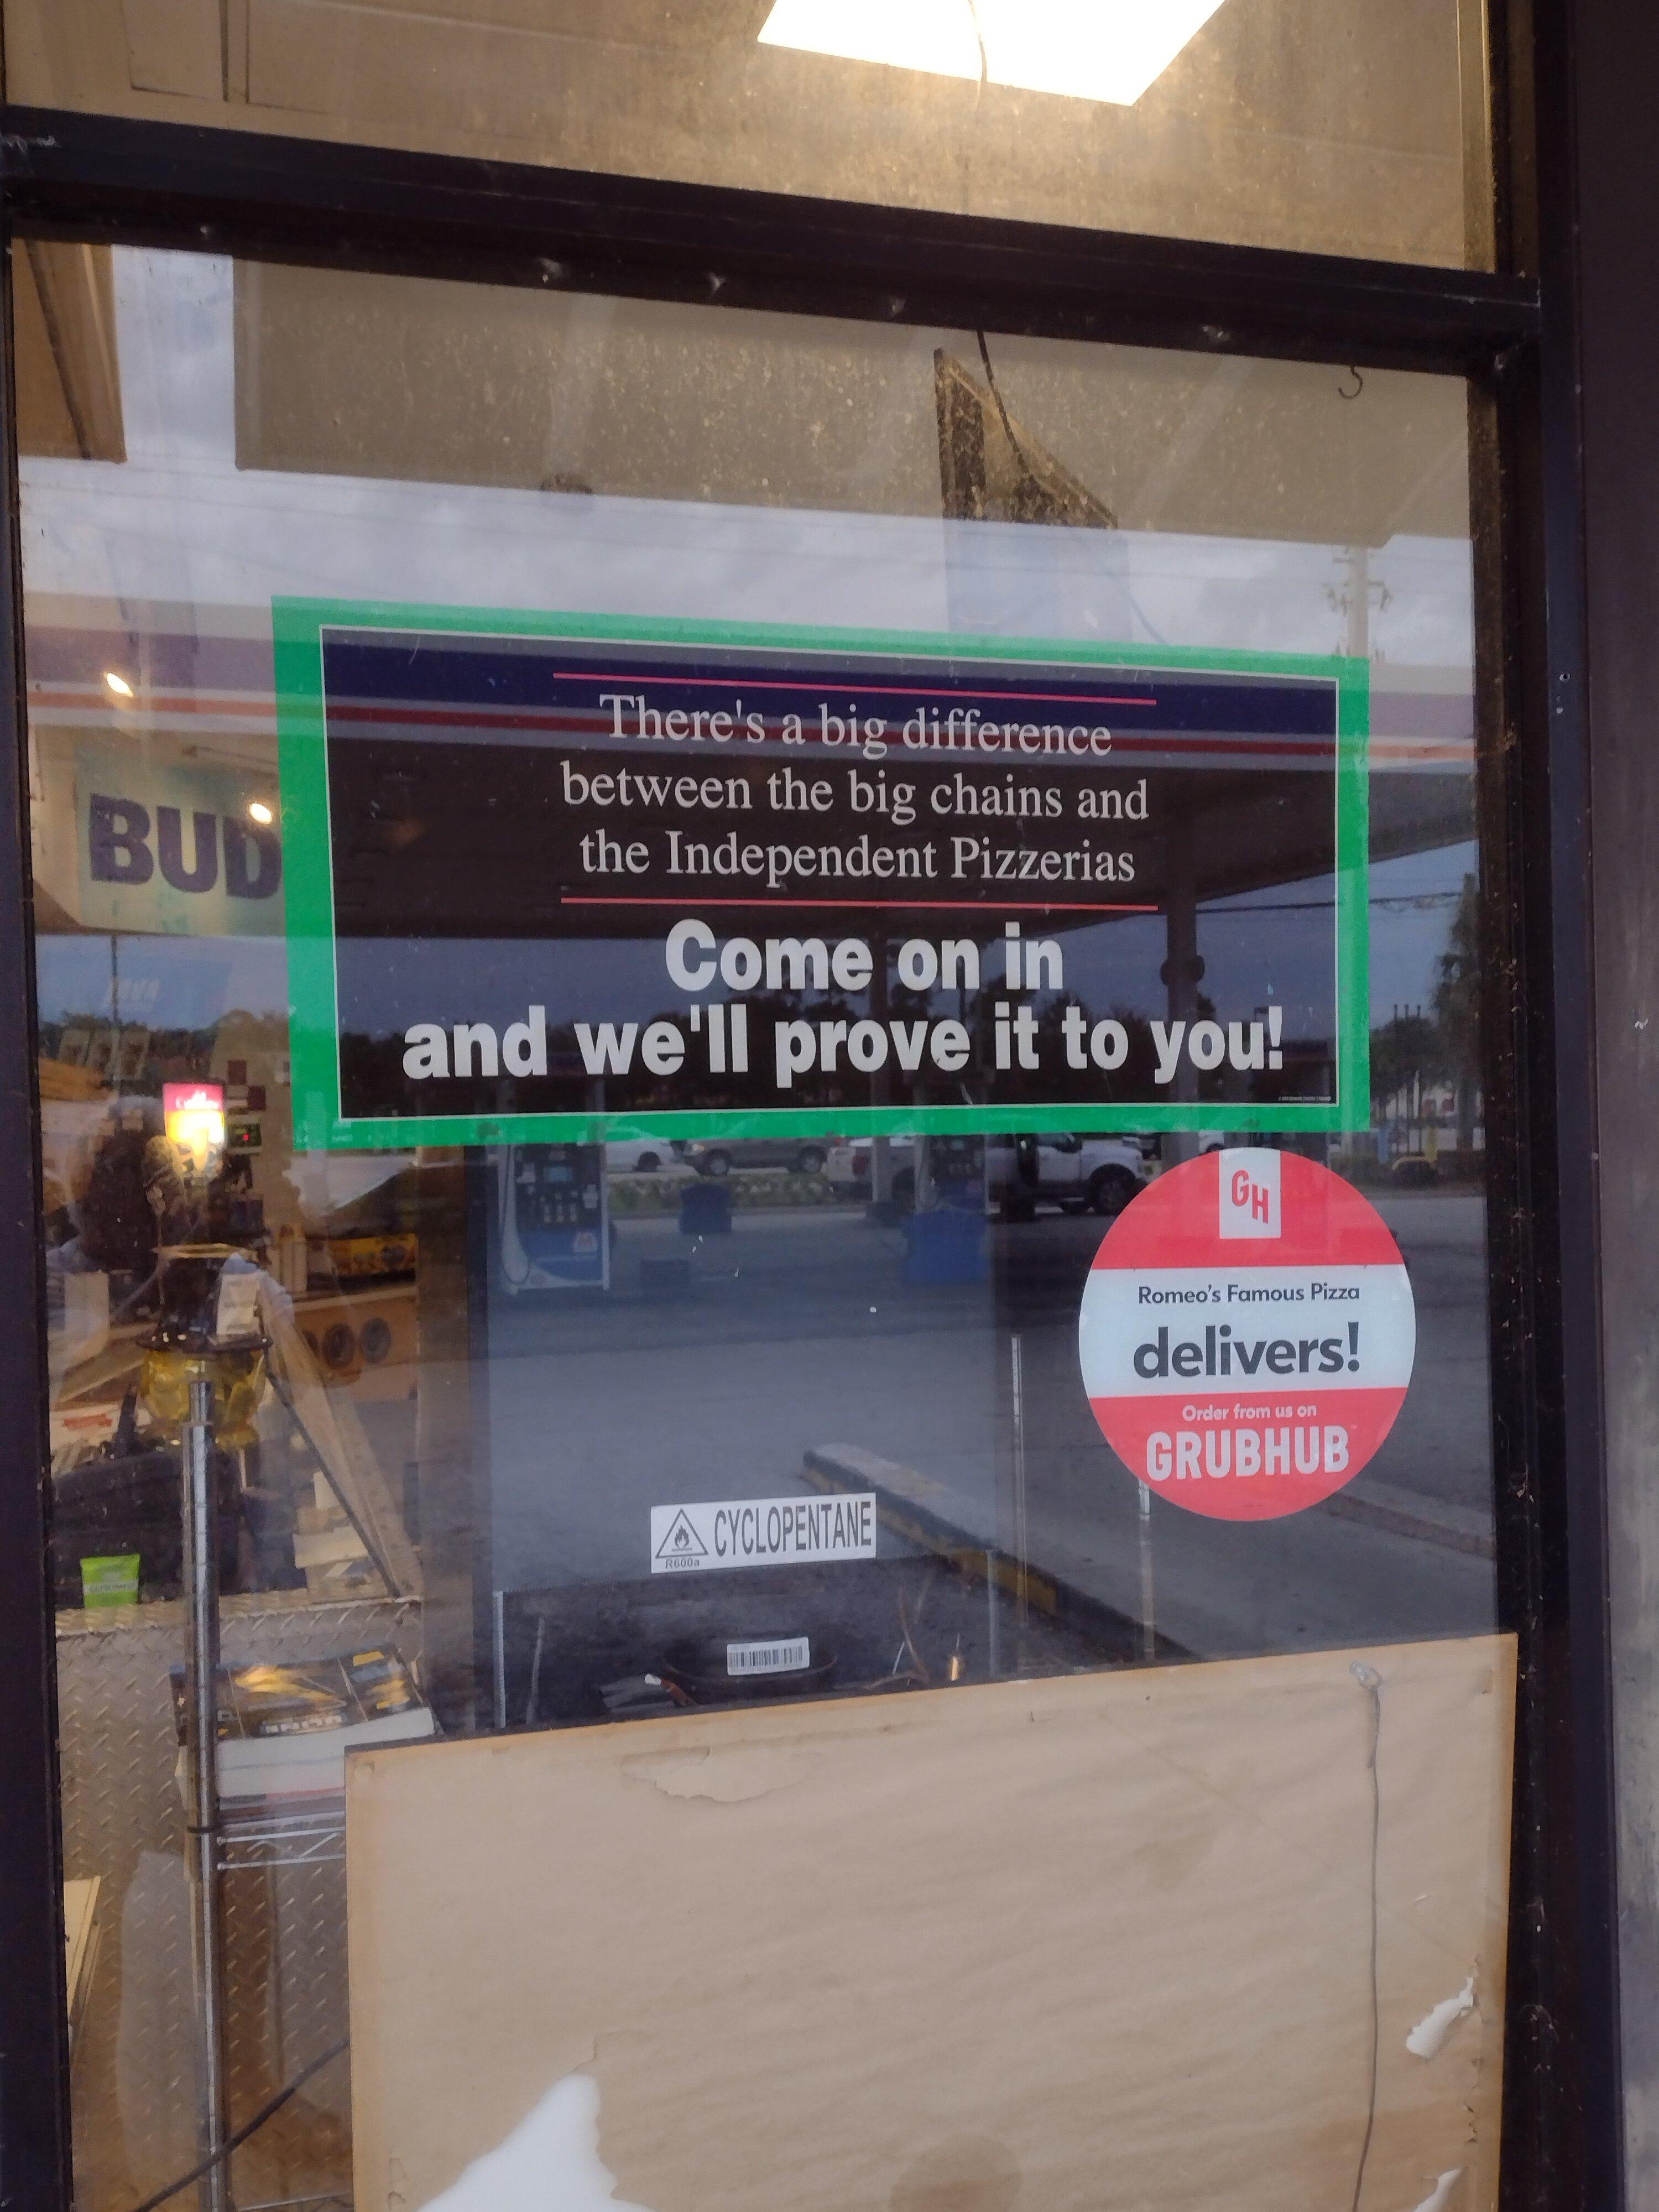 There's a big difference
between the big chains and
the Independent Pizzerias
Come on in
and we'll prove it to you!
BUD
GH
Romeo's Famous Pizza
delivers!
Order from us on
GRUBHUB
CYCLOPENTANE
R600a